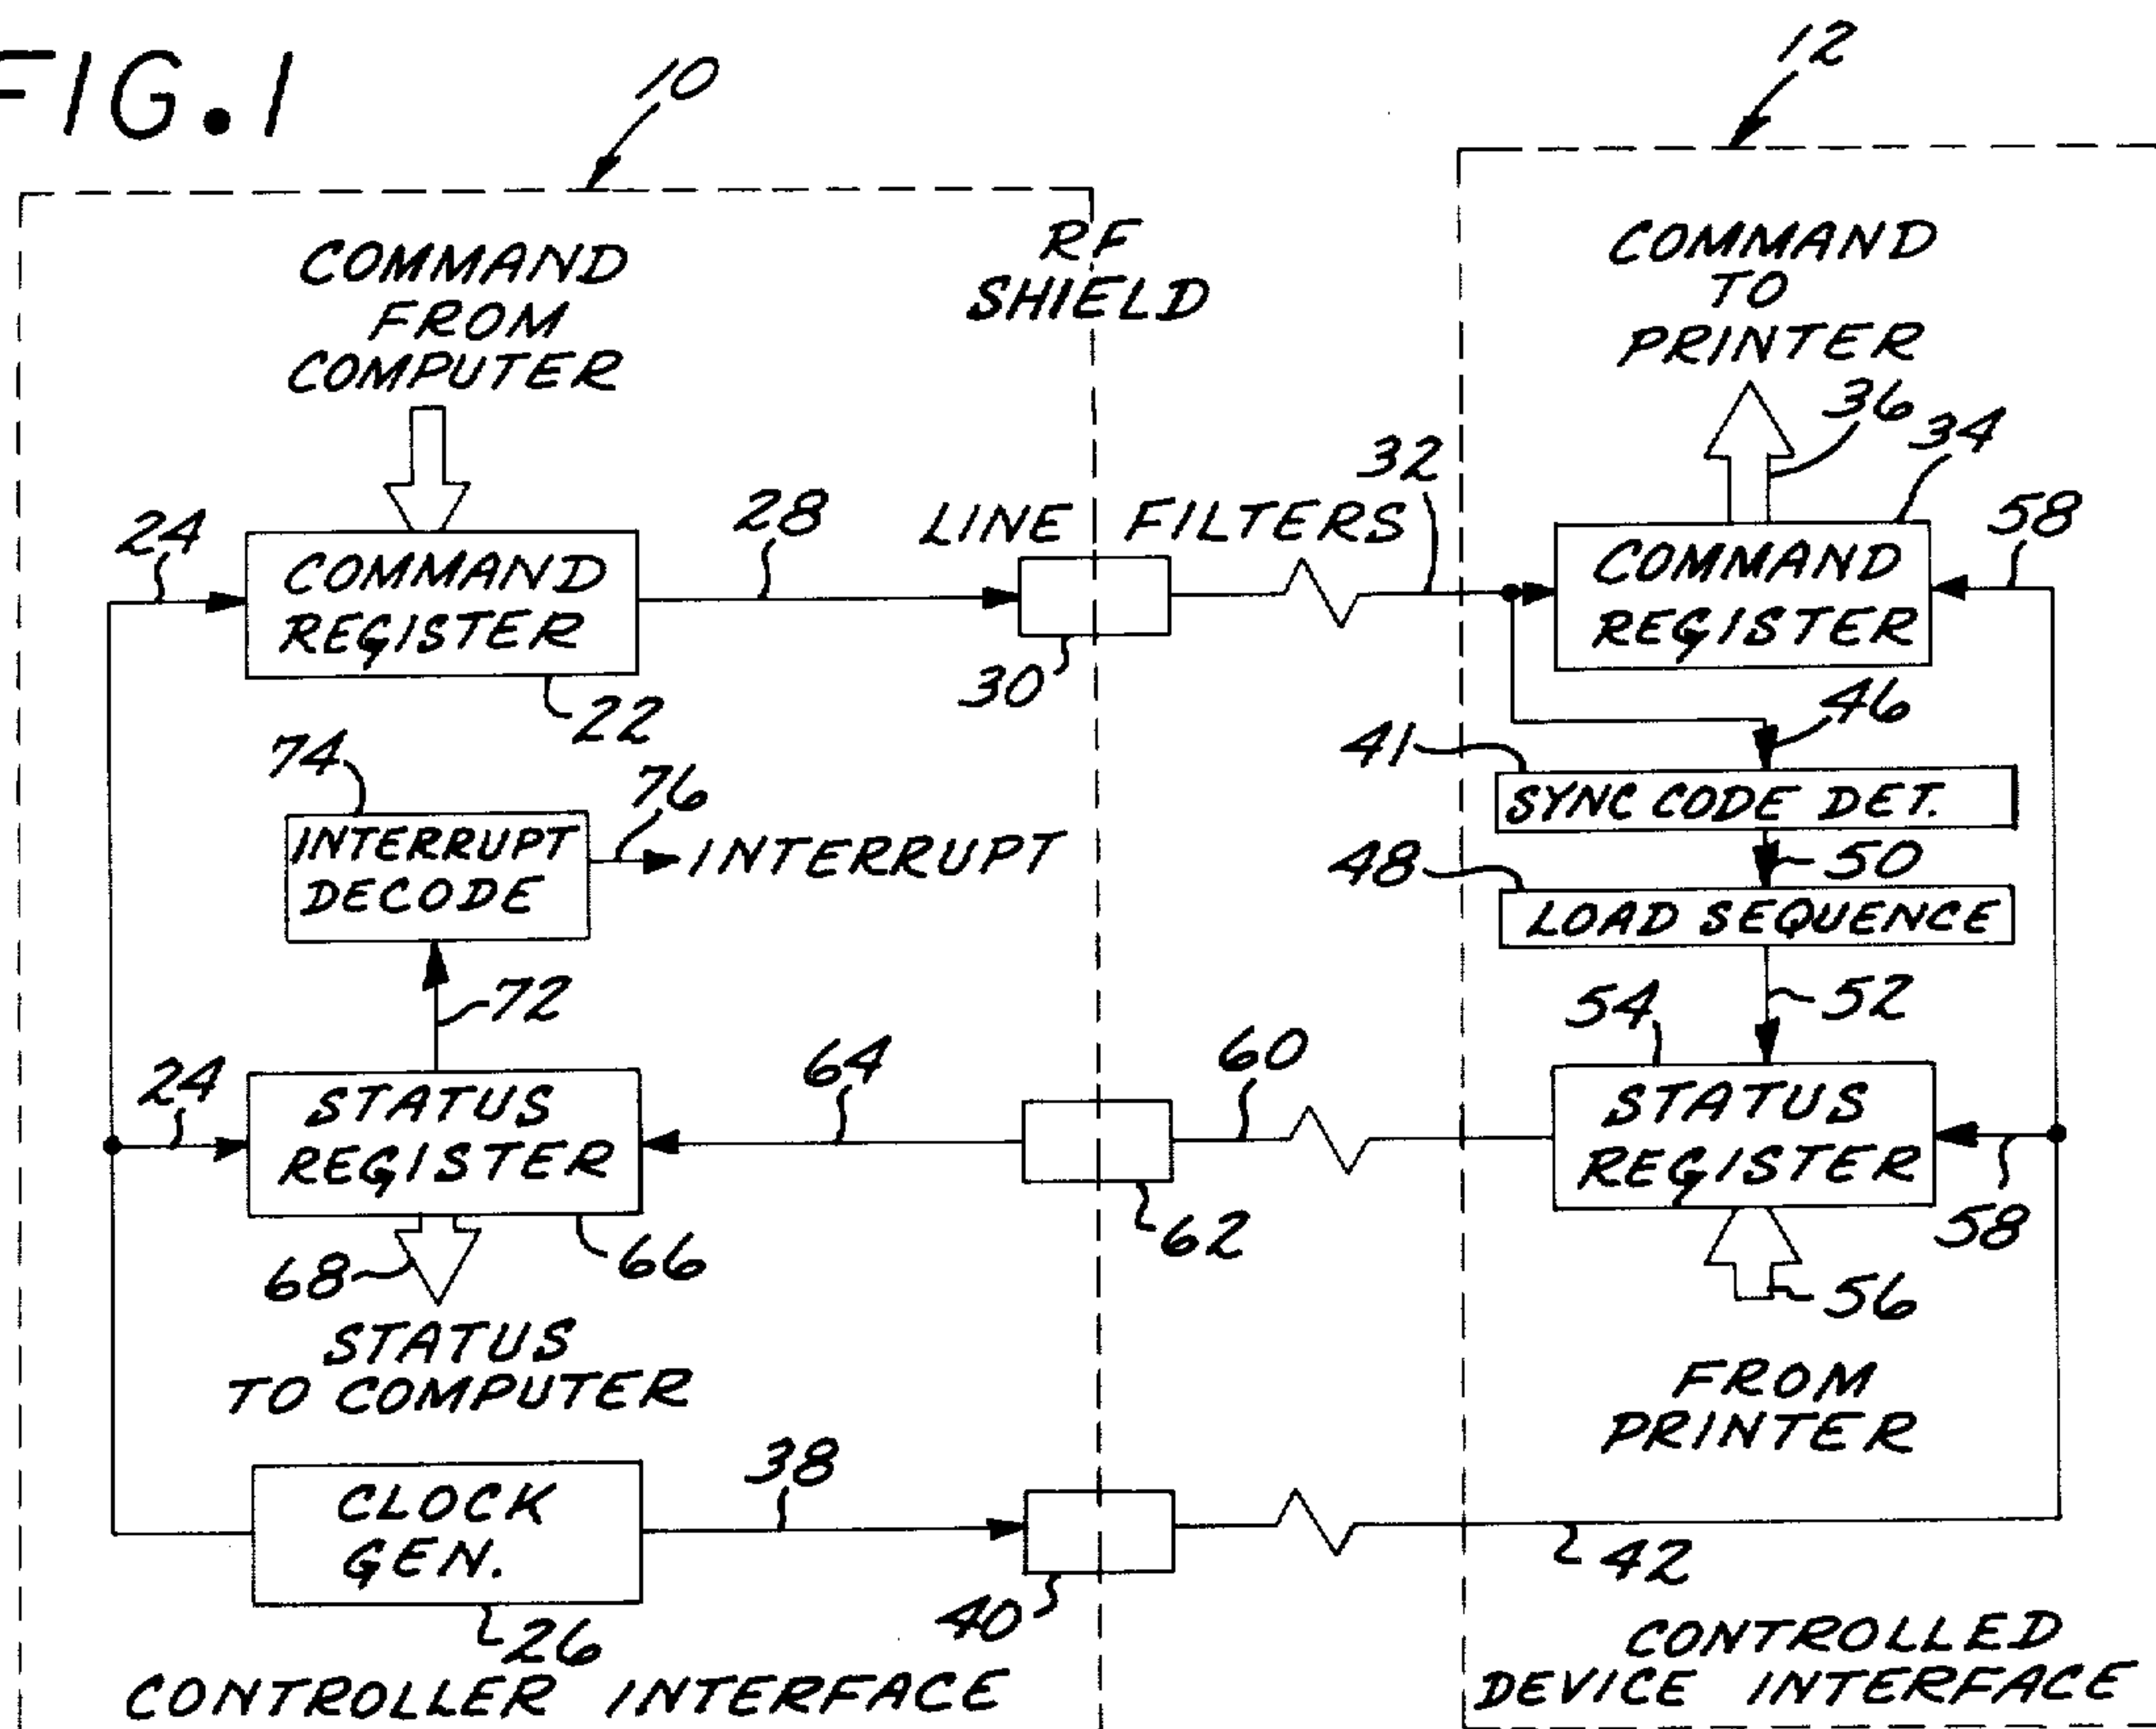 FIG.1
10
12
COMMAND
FROM
COMPUTER
RF
SHIELD
COMMAND
TO
PRINTER
36
34
32
24
28
LINE FILTERS
58
COMMAND
REGISTER
COMMAND
REGISTER
30
22
46
74
76
41
SYNC CODE DET.
INTERRUPT
DECODE
INTERRUPT
50
48
LOAD SEQUENCE
72
52
54
24
64
60
STATUS
REGISTER
STATUS
REGISTER
62
58
68
66
56
STATUS
TO COMPUTER
FROM
PRINTER
38
CLOCK
GEN.
42
40
26
CONTROLLER INTERFACE
CONTROLLED
DEVICE INTERFACE